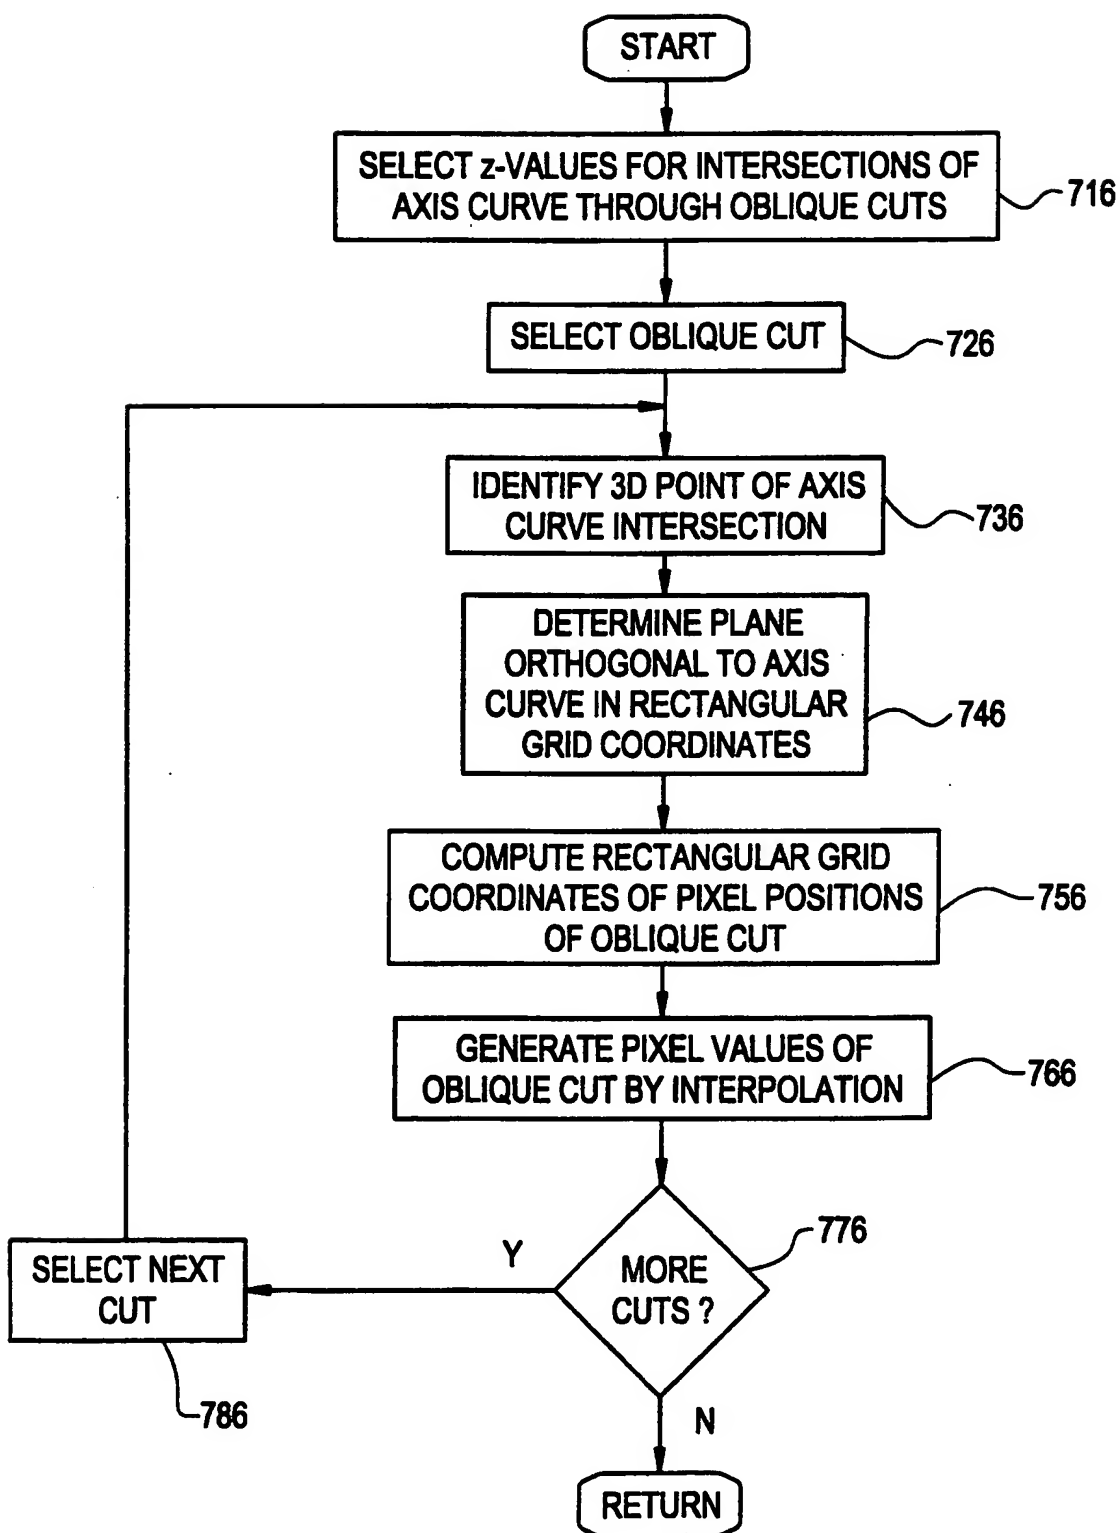 START
SELECT z-VALUES FOR INTERSECTIONS OF
AXIS CURVE THROUGH OBLIQUE CUTS
716
SELECT OBLIQUE CUT
726
IDENTIFY 3D POINT OF AXIS
CURVE INTERSECTION
736
DETERMINE PLANE
ORTHOGONAL TO AXIS
CURVE IN RECTANGULAR
GRID COORDINATES
746
COMPUTE RECTANGULAR GRID
COORDINATES OF PIXEL POSITIONS
OF OBLIQUE CUT
756
GENERATE PIXEL VALUES OF
OBLIQUE CUT BY INTERPOLATION
766
MORE
CUTS ?
776
Y
SELECT NEXT
CUT
786
N
RETURN